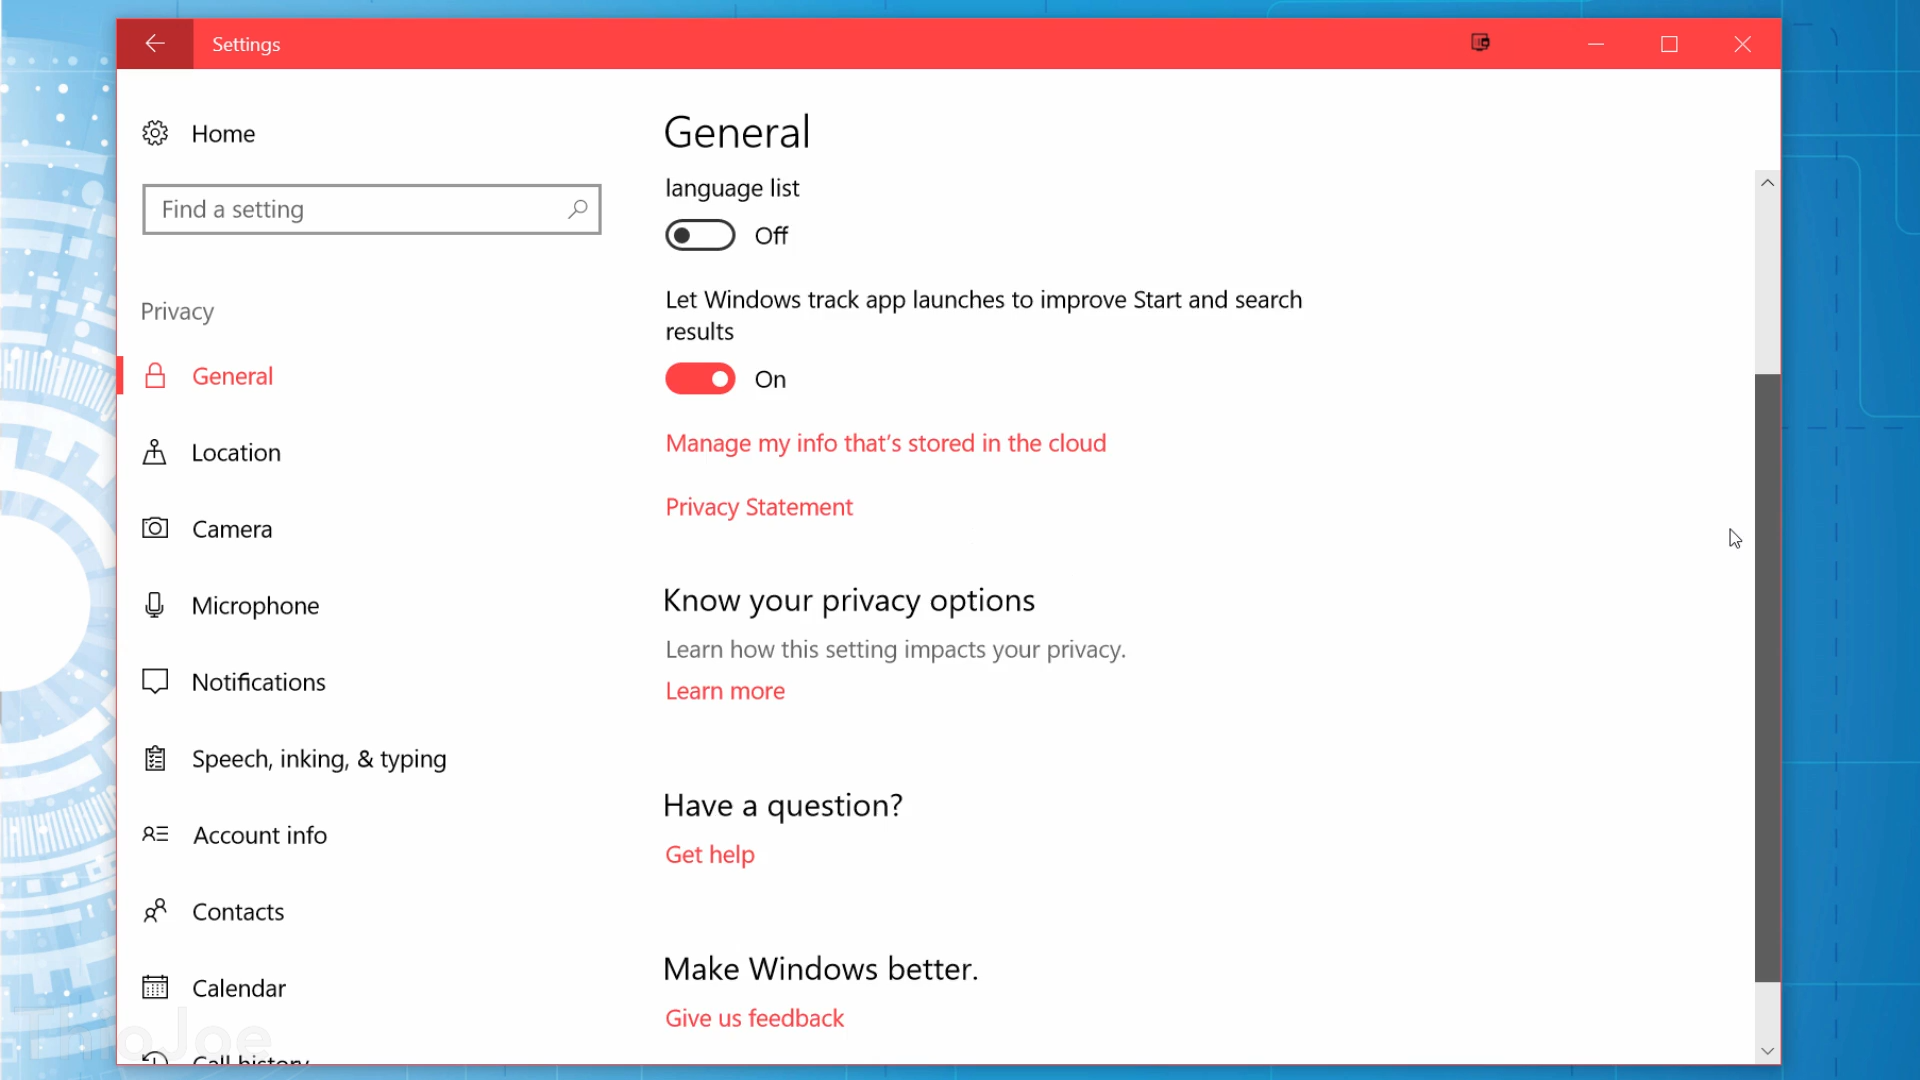 Settings
Home
Find a setting
Privacy
General
Location
Camera
Microphone
Notifications
Speech, inking, & typing
Account info
Contacts
Calendar
Call history
General
language list
Off
Let Windows track app launches to improve Start and search
results
On
Manage my info that’s stored in the cloud
Privacy Statement
Know your privacy options
Learn how this setting impacts your privacy.
Learn more
Have a question?
Get help
Make Windows better.
Give us feedback
ThioJoe